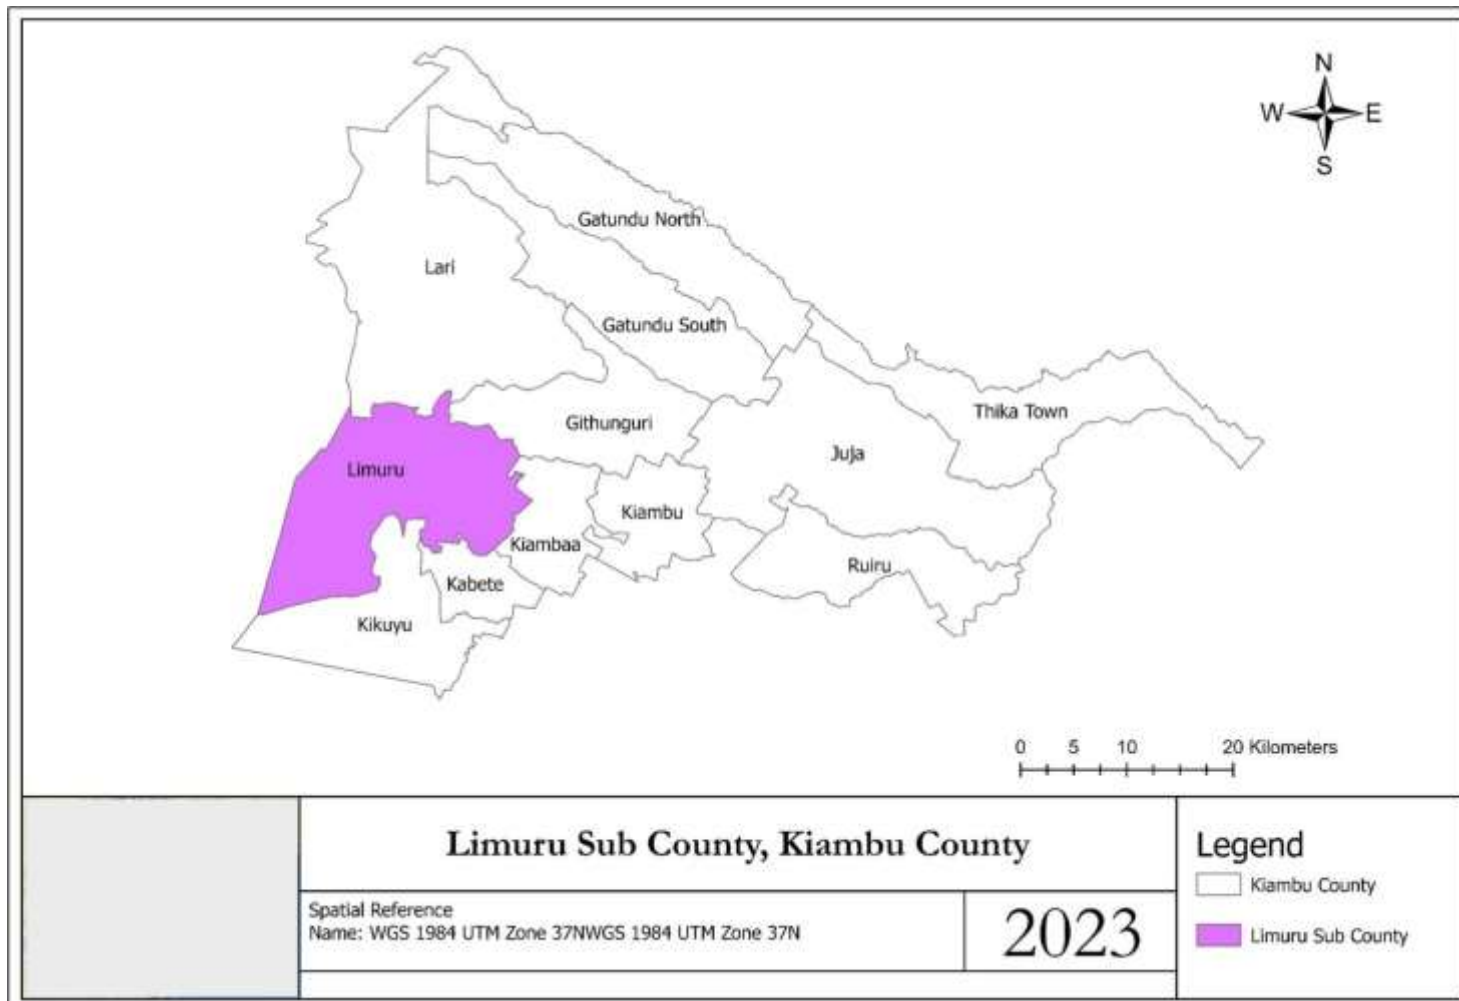 N
W E
S
Gatundu North
Lari
Gatundu South
Thika Town
Githunguri
Juja
Limuru
Kiambu
Kiambaa
Ruiru
Kabete
Kikuyu
0 5 10 20 Kilometers
Limuru Sub County, Kiambu County
Spatial Reference
Name: WGS 1984 UTM Zone 37NWGS 1984 UTM Zone 37N
2023
Legend
Kiambu County
Limuru Sub County